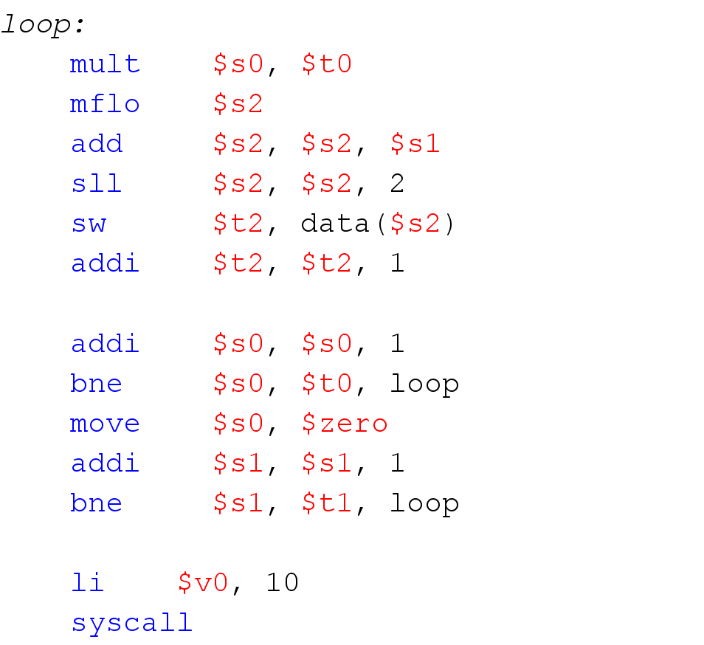 loop:
mult $s0, $t0
mflo $s2
add $s2, $s2, $s1
sll $s2, $s2, 2
sw $t2, data($s2)
addi $t2, $t2, 1
addi $s0, $s0, 1
bne $s0, $t0, loop
move $s0, $zero
addi $s1, $s1, 1
bne $s1, $t1, loop
li $v0, 10
syscall